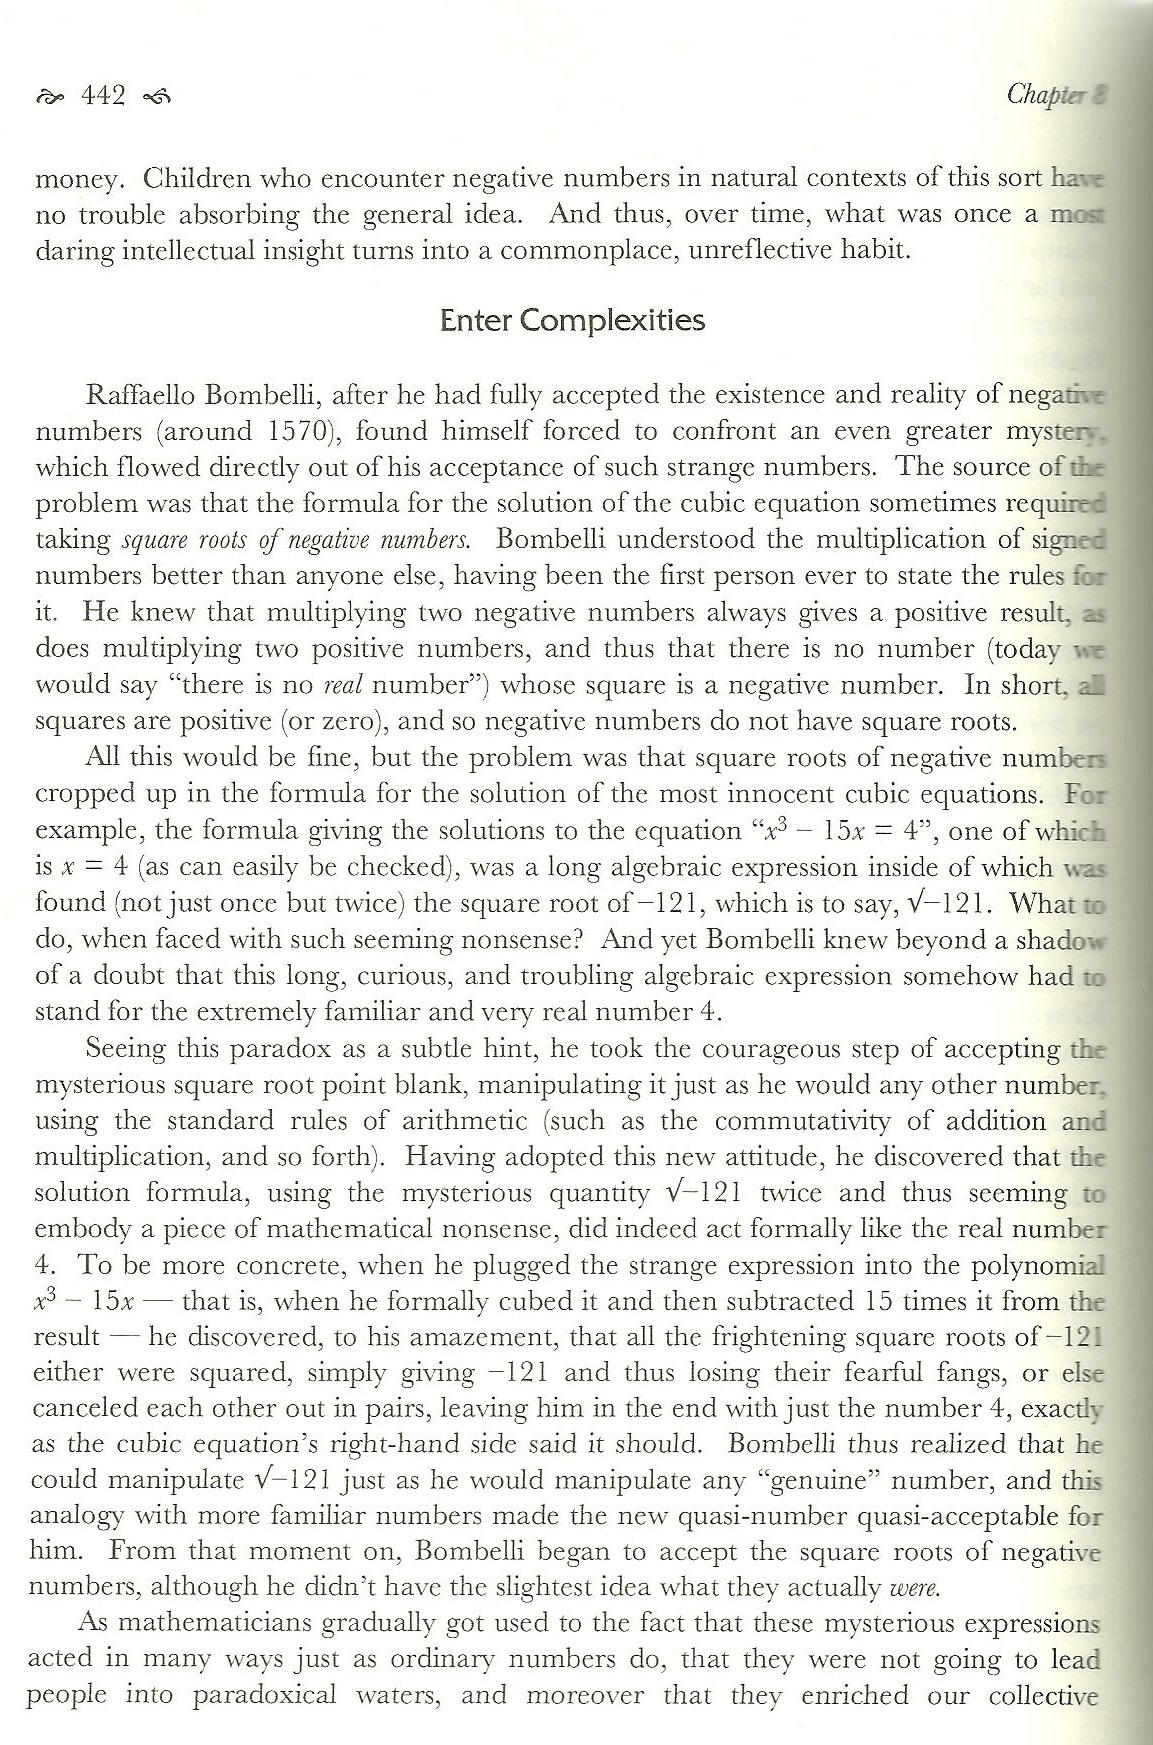 442
Chapter 8
money. Children who encounter negative numbers in natural contexts of this sort have
no trouble absorbing the general idea. And thus, over time, what was once a most
daring intellectual insight turns into a commonplace, unreflective habit.
Enter Complexities
Raffaello Bombelli, after he had fully accepted the existence and reality of negative
numbers (around 1570), found himself forced to confront an even greater mystery,
which flowed directly out of his acceptance of such strange numbers. The source of the
problem was that the formula for the solution of the cubic equation sometimes required
taking square roots of negative numbers. Bombelli understood the multiplication of signed
numbers better than anyone else, having been the first person ever to state the rules for
it. He knew that multiplying two negative numbers always gives a positive result, as
does multiplying two positive numbers, and thus that there is no number (today we
would say “there is no real number”) whose square is a negative number. In short, all
squares are positive (or zero), and so negative numbers do not have square roots.
All this would be fine, but the problem was that square roots of negative numbers
cropped up in the formula for the solution of the most innocent cubic equations. For
example, the formula giving the solutions to the equation “x³ – 15x = 4”, one of which
is x = 4 (as can easily be checked), was a long algebraic expression inside of which was
found (not just once but twice) the square root of –121, which is to say, √–121. What to
do, when faced with such seeming nonsense? And yet Bombelli knew beyond a shadow
of a doubt that this long, curious, and troubling algebraic expression somehow had to
stand for the extremely familiar and very real number 4.
Seeing this paradox as a subtle hint, he took the courageous step of accepting the
mysterious square root point blank, manipulating it just as he would any other number,
using the standard rules of arithmetic (such as the commutativity of addition and
multiplication, and so forth). Having adopted this new attitude, he discovered that the
solution formula, using the mysterious quantity √–121 twice and thus seeming to
embody a piece of mathematical nonsense, did indeed act formally like the real number
4. To be more concrete, when he plugged the strange expression into the polynomial
x³ – 15x — that is, when he formally cubed it and then subtracted 15 times it from the
result — he discovered, to his amazement, that all the frightening square roots of –121
either were squared, simply giving –121 and thus losing their fearful fangs, or else
canceled each other out in pairs, leaving him in the end with just the number 4, exactly
as the cubic equation’s right-hand side said it should. Bombelli thus realized that he
could manipulate √–121 just as he would manipulate any “genuine” number, and this
analogy with more familiar numbers made the new quasi-number quasi-acceptable for
him. From that moment on, Bombelli began to accept the square roots of negative
numbers, although he didn’t have the slightest idea what they actually were.
As mathematicians gradually got used to the fact that these mysterious expressions
acted in many ways just as ordinary numbers do, that they were not going to lead
people into paradoxical waters, and moreover that they enriched our collective